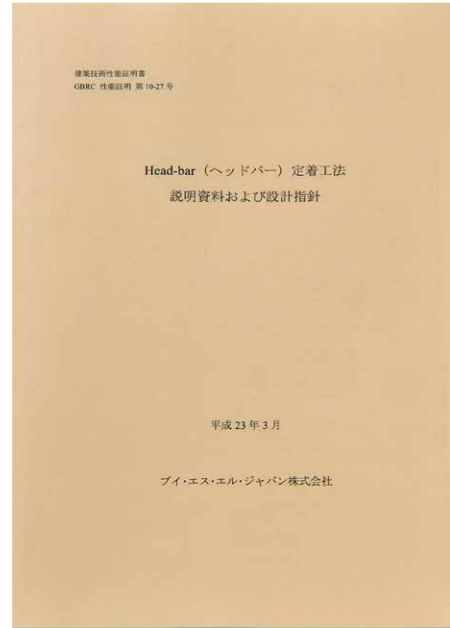 建築技術性能証明書
GBRC 性能証明 第10-27号
Head-bar(ヘッドバー)定着工法
説明資料および設計指針
平成23年3月
ブイ・エス・エル・ジャパン株式会社